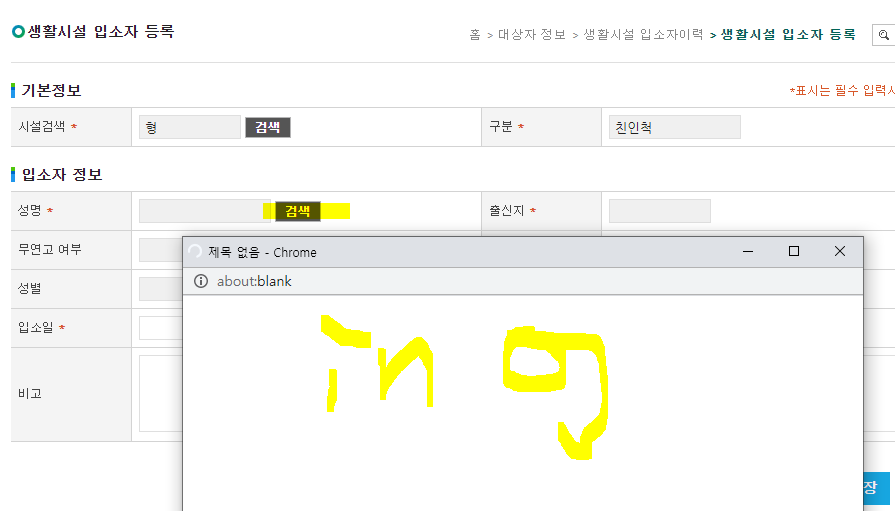 생활시설 입소자 등록
홈 > 대상자 정보 > 생활시설 입소자이력 > 생활시설 입소자 등록
기본정보
*표시는 필수 입력사
시설검색 * 형 검색 구분 * 친인척
입소자 정보
성명 * 검색 출신지 *
무연고 여부
제목 없음 - Chrome
about:blank
성별
입소일 *
비고
ing
장